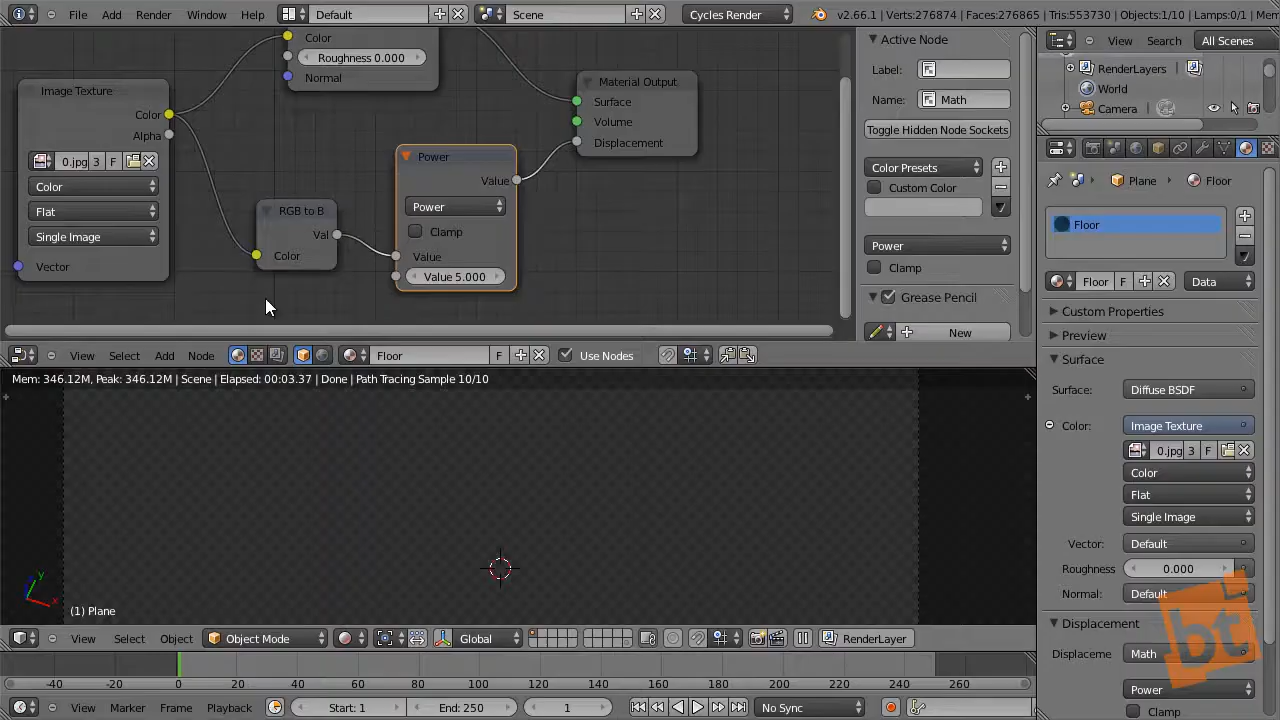 File Add Render Window Help Default Scene Cycles Render v2.66.1 | Verts:276874 | Faces:276865 | Tris:553730 | Objects:1/10 | Lamps:0/1 | Mem
Color
Roughness 0.000
Normal
Image Texture
Color
Alpha
0.jpg 3 F
Color
Flat
Single Image
Vector
RGB to B
Val
Color
Power
Value
Power
Clamp
Value
Value 5.000
Material Output
Surface
Volume
Displacement
Active Node
Label:
Name: Math
Toggle Hidden Node Sockets
Color Presets
Custom Color
Power
Clamp
Grease Pencil
New
View Search All Scenes
RenderLayers
World
Camera
Plane Floor
Floor
Floor F Data
Custom Properties
Preview
Surface
Surface: Diffuse BSDF
Color: Image Texture
0.jpg 3 F
Color
Flat
Single Image
Vector: Default
Roughness 0.000
Normal: Default
Displacement
Displaceme Math
Power
Clamp
bt
View Select Add Node Floor F Use Nodes
Mem: 346.12M, Peak: 346.12M | Scene | Elapsed: 00:03.37 | Done | Path Tracing Sample 10/10
y
x
(1) Plane
View Select Object Object Mode Global RenderLayer
-40 -20 0 20 40 60 80 100 120 140 160 180 200 220 240 260
View Marker Frame Playback Start: 1 End: 250 1 No Sync